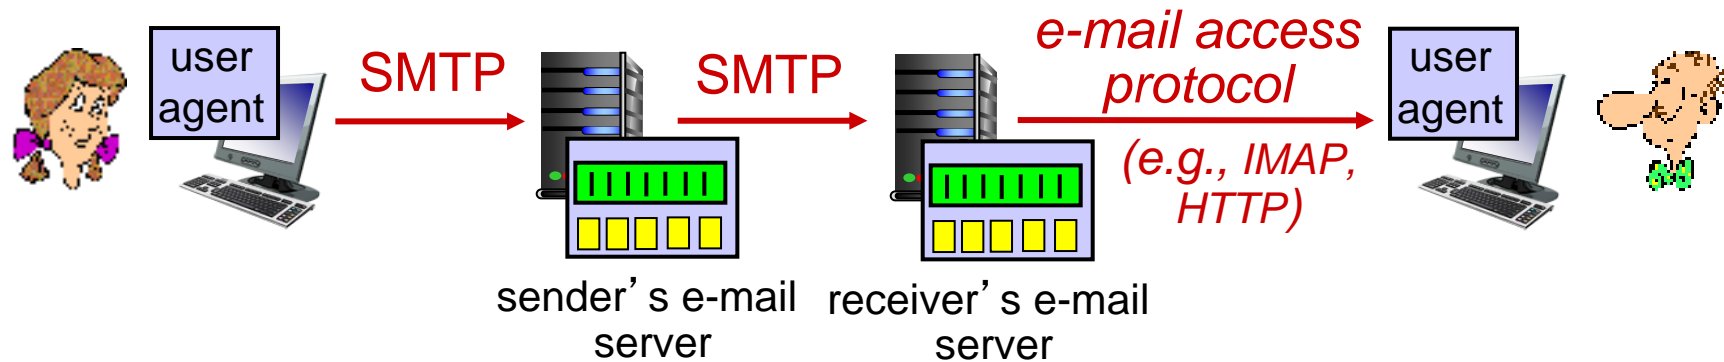 user
agent
SMTP
SMTP
e-mail access
protocol
(e.g., IMAP,
HTTP)
user
agent
sender’s e-mail
server
receiver’s e-mail
server